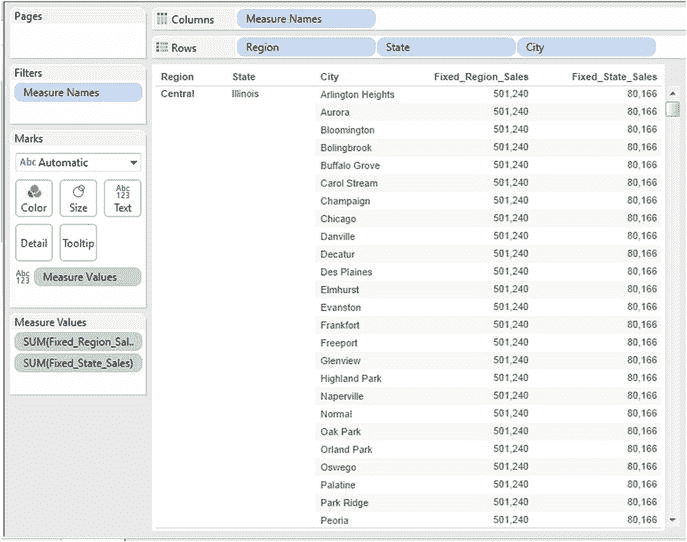 Pages
Columns Measure Names
Rows Region State City
Filters
Measure Names
Marks
Abc Automatic
Color Size Abc 123 Text
Detail Tooltip
Abc 123 Measure Values
Measure Values
SUM(Fixed_Region_Sal..
SUM(Fixed_State_Sales)
Region State City Fixed_Region_Sales Fixed_State_Sales
Central Illinois Arlington Heights 501,240 80,166
Aurora 501,240 80,166
Bloomington 501,240 80,166
Bolingbrook 501,240 80,166
Buffalo Grove 501,240 80,166
Carol Stream 501,240 80,166
Champaign 501,240 80,166
Chicago 501,240 80,166
Danville 501,240 80,166
Decatur 501,240 80,166
Des Plaines 501,240 80,166
Elmhurst 501,240 80,166
Evanston 501,240 80,166
Frankfort 501,240 80,166
Freeport 501,240 80,166
Glenview 501,240 80,166
Highland Park 501,240 80,166
Naperville 501,240 80,166
Normal 501,240 80,166
Oak Park 501,240 80,166
Orland Park 501,240 80,166
Oswego 501,240 80,166
Palatine 501,240 80,166
Park Ridge 501,240 80,166
Peoria 501,240 80,166